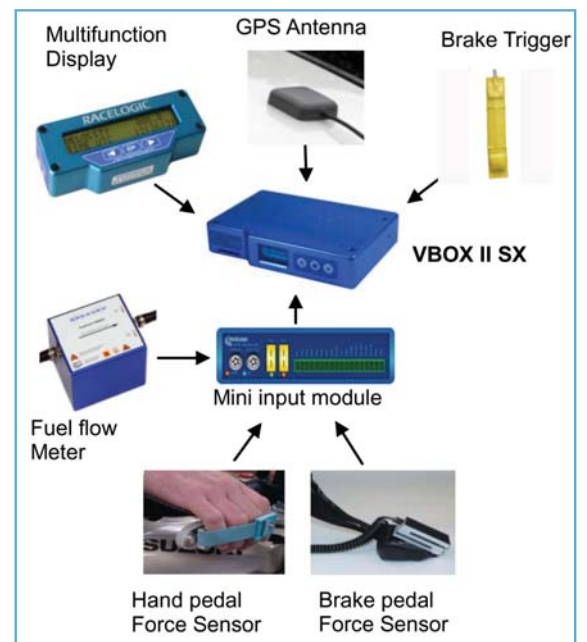 Multifunction
Display
GPS Antenna
Brake Trigger
RACELOGIC
VBOX II SX
Mini input module
Fuel flow
Meter
SUZUKI
Hand pedal
Force Sensor
Brake pedal
Force Sensor